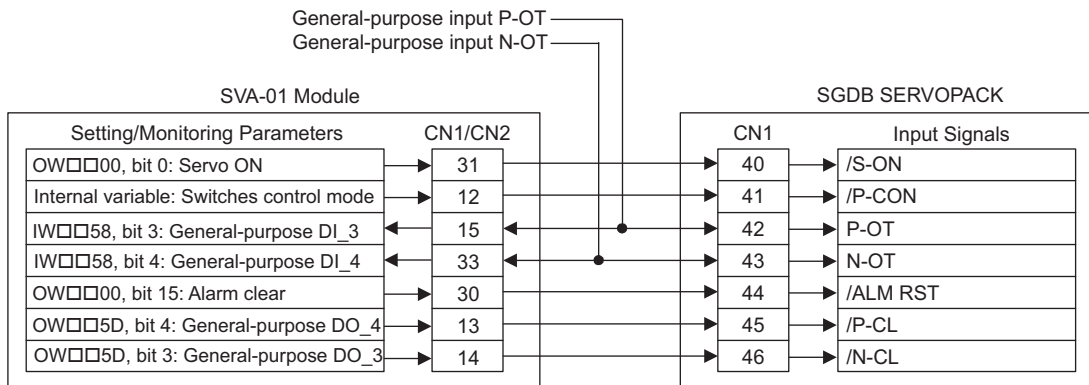 General-purpose input P-OT
General-purpose input N-OT
SVA-01 Module
SGDB SERVOPACK
Setting/Monitoring Parameters CN1/CN2 CN1 Input Signals
OW□□00, bit 0: Servo ON 31 40 /S-ON
Internal variable: Switches control mode 12 41 /P-CON
IW□□58, bit 3: General-purpose DI_3 15 42 P-OT
IW□□58, bit 4: General-purpose DI_4 33 43 N-OT
OW□□00, bit 15: Alarm clear 30 44 /ALM RST
OW□□5D, bit 4: General-purpose DO_4 13 45 /P-CL
OW□□5D, bit 3: General-purpose DO_3 14 46 /N-CL